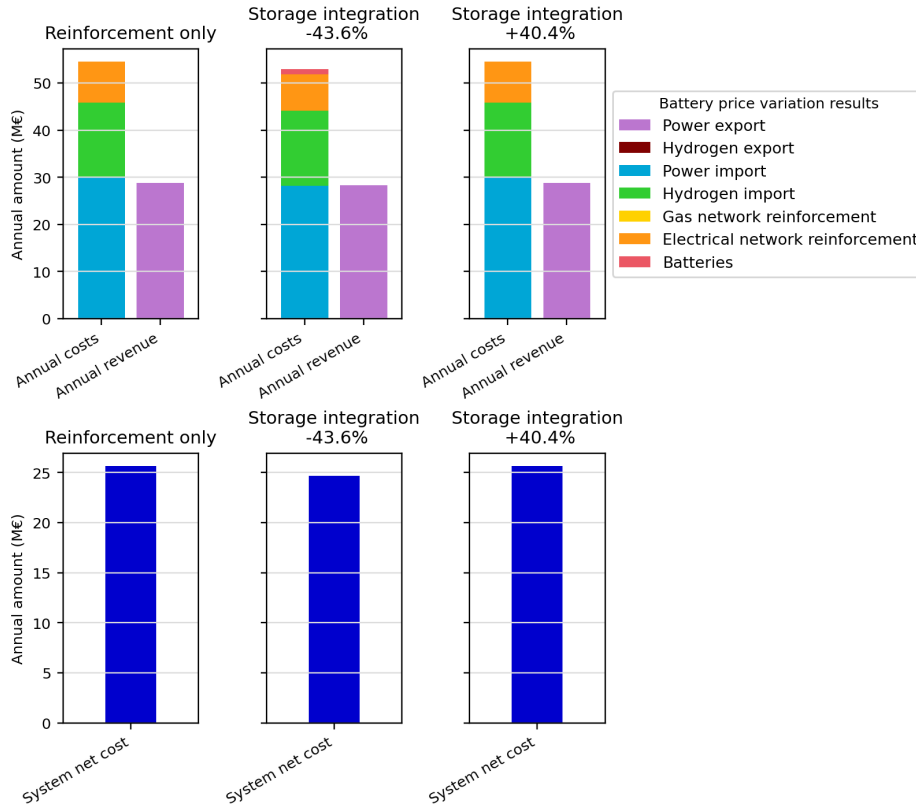 Reinforcement only
Storage integration
-43.6%
Storage integration
+40.4%
Annual amount (M€)
50
40
30
20
10
0
Annual costs
Annual revenue
Annual costs
Annual revenue
Annual costs
Annual revenue
Battery price variation results
Power export
Hydrogen export
Power import
Hydrogen import
Gas network reinforcement
Electrical network reinforcement
Batteries
Reinforcement only
Storage integration
-43.6%
Storage integration
+40.4%
Annual amount (M€)
25
20
15
10
5
0
System net cost
System net cost
System net cost